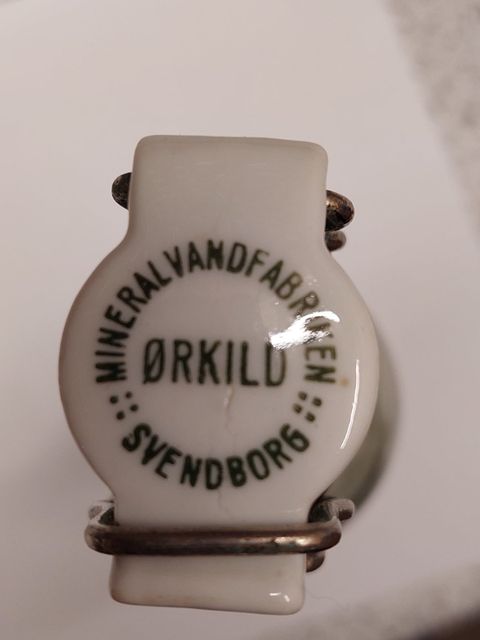 MINERALVANDFABRIKEN
ØRKILD
:: SVENDBORG ::